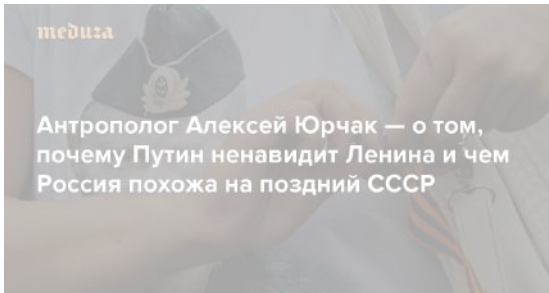 meduza
Антрополог Алексей Юрчак — о том,
почему Путин ненавидит Ленина и чем
Россия похожа на поздний СССР